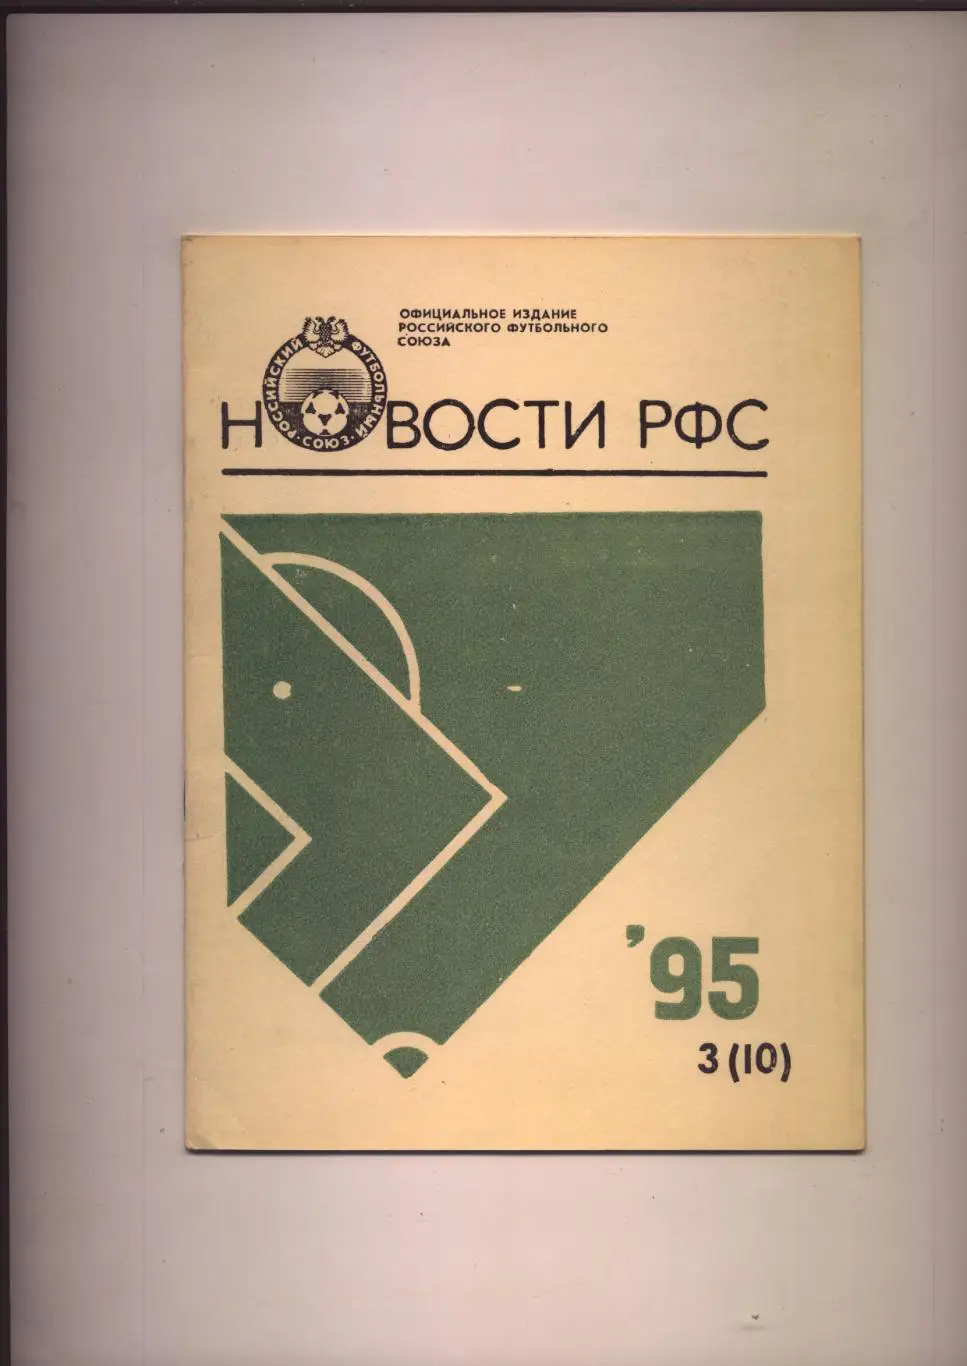 ОФИЦИАЛЬНОЕ ИЗДАНИЕ
РОССИЙСКОГО ФУТБОЛЬНОГО
СОЮЗА
РОССИЙСКИЙ ФУТБОЛЬНЫЙ
• СОЮЗ •
НОВОСТИ РФС
'95
3 (10)